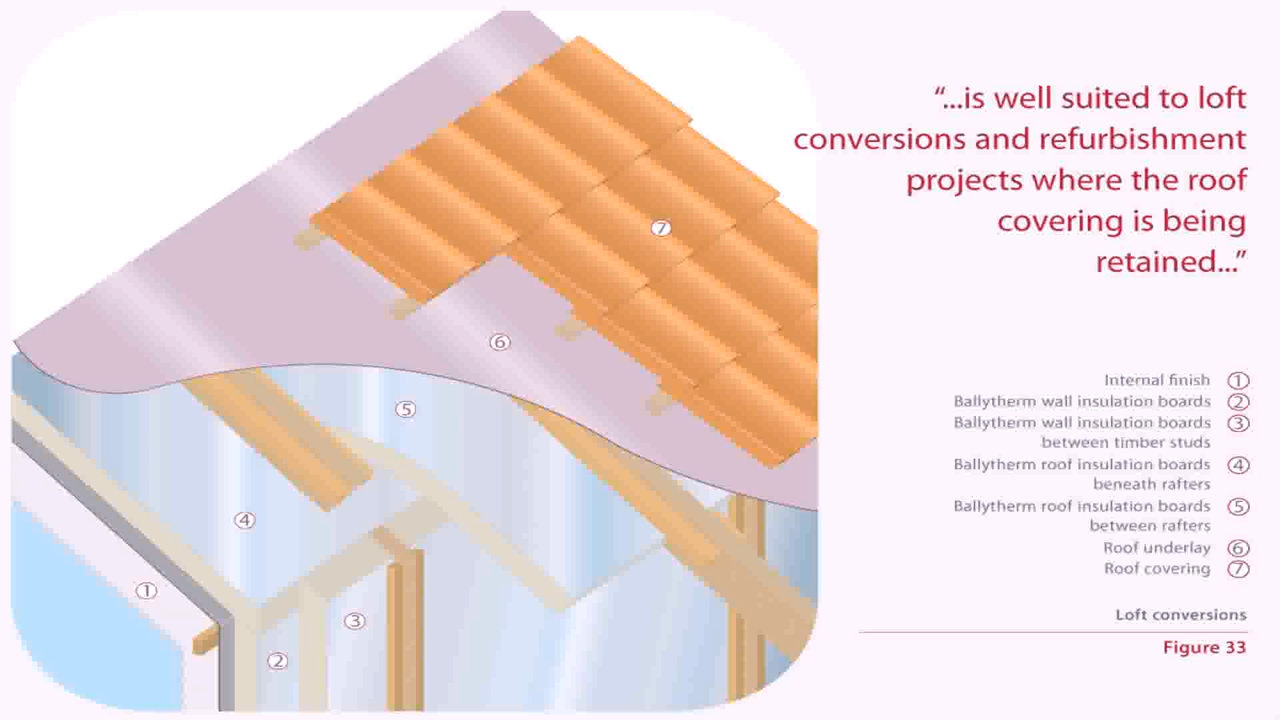 “...is well suited to loft
conversions and refurbishment
projects where the roof
covering is being
retained...”
Internal finish ①
Ballytherm wall insulation boards ②
Ballytherm wall insulation boards ③
between timber studs
Ballytherm roof insulation boards ④
beneath rafters
Ballytherm roof insulation boards ⑤
between rafters
Roof underlay ⑥
Roof covering ⑦
Loft conversions
Figure 33
⑦
⑥
⑤
④
①
③
②